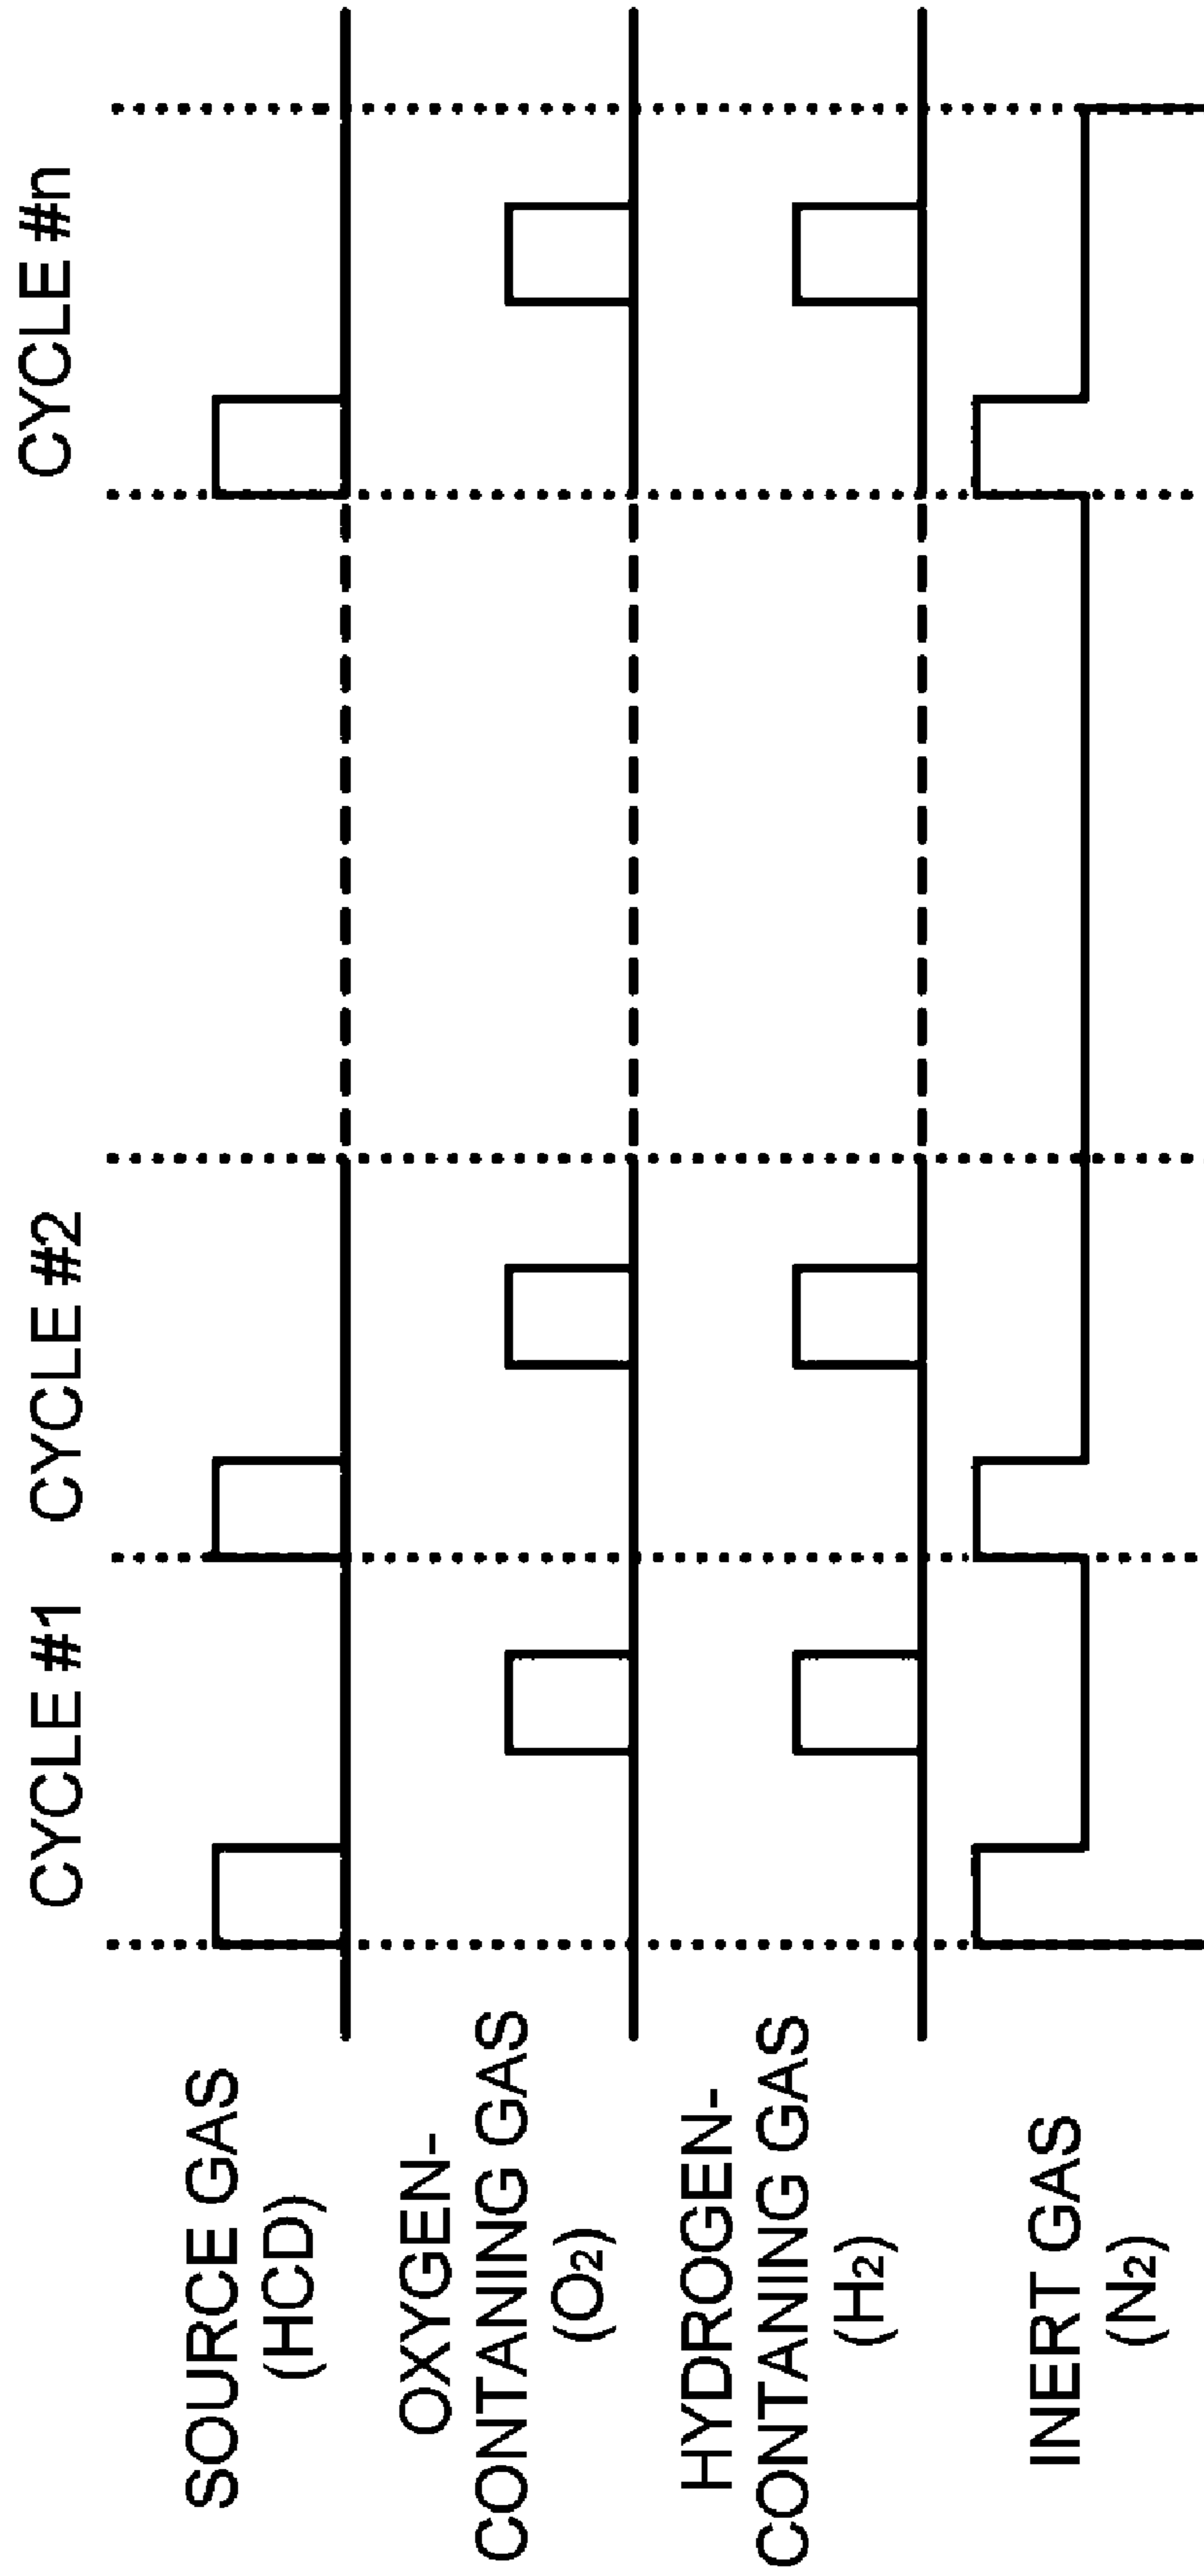 CYCLE #1
CYCLE #2
CYCLE #n
SOURCE GAS
(HCD)
OXYGEN-
CONTANING GAS
(O₂)
HYDROGEN-
CONTANING GAS
(H₂)
INERT GAS
(N₂)